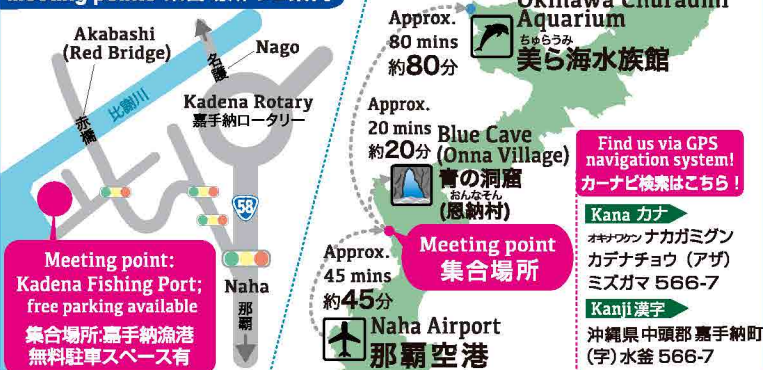 Akabashi
(Red Bridge)
名護
Nago
比謝川
赤橋
Kadena Rotary
嘉手納ロータリー
58
Meeting point:
Kadena Fishing Port;
free parking available
集合場所:嘉手納漁港
無料駐車スペース有
Naha
那覇
Okinawa Churaumi
Aquarium
ちゅらうみ
美ら海水族館
Approx.
80 mins
約80分
Approx.
20 mins
約20分
Blue Cave
(Onna Village)
青の洞窟
おんなそん
(恩納村)
Meeting point
集合場所
Approx.
45 mins
約45分
Naha Airport
那覇空港
Find us via GPS
navigation system!
カーナビ検索はこちら!
Kana カナ
オキナワケン ナカガミグン
カデナチョウ (アザ)
ミズガマ 566-7
Kanji 漢字
沖縄県中頭郡嘉手納町
(字)水釜 566-7